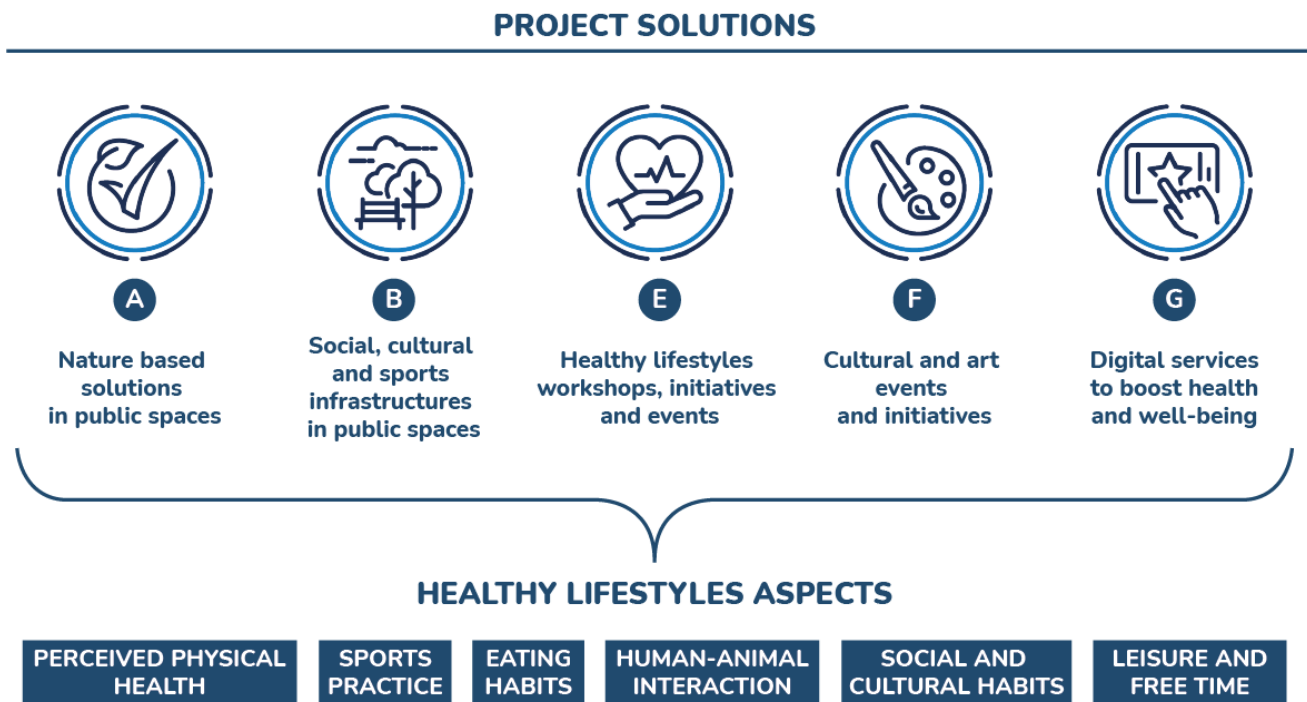 PROJECT SOLUTIONS
A
Nature based
solutions
in public spaces
B
Social, cultural
and sports
infrastructures
in public spaces
E
Healthy lifestyles
workshops, initiatives
and events
F
Cultural and art
events
and initiatives
G
Digital services
to boost health
and well-being
HEALTHY LIFESTYLES ASPECTS
PERCEIVED PHYSICAL
HEALTH
SPORTS
PRACTICE
EATING
HABITS
HUMAN-ANIMAL
INTERACTION
SOCIAL AND
CULTURAL HABITS
LEISURE AND
FREE TIME